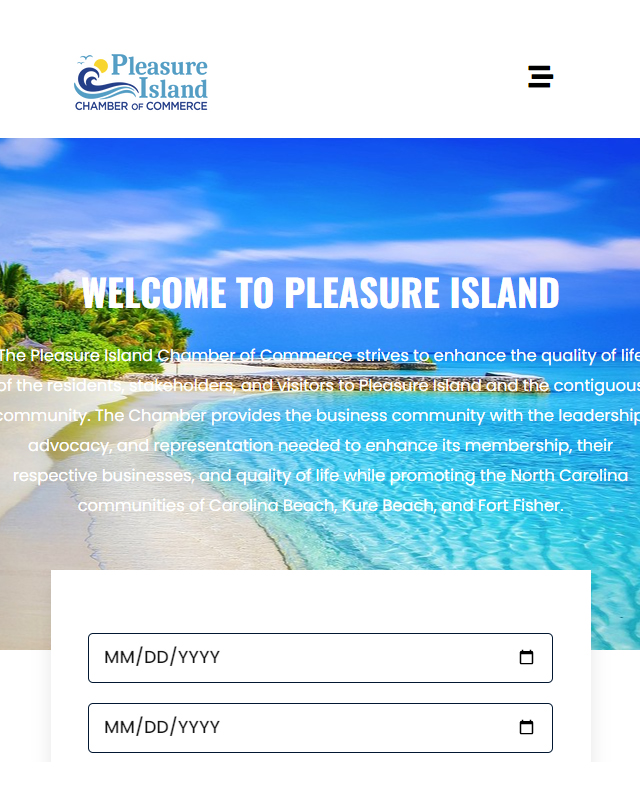 Pleasure
Island
CHAMBER OF COMMERCE
WELCOME TO PLEASURE ISLAND
The Pleasure Island Chamber of Commerce strives to enhance the quality of life
of the residents, stakeholders, and visitors to Pleasure Island and the contiguous
community. The Chamber provides the business community with the leadership
advocacy, and representation needed to enhance its membership, their
respective businesses, and quality of life while promoting the North Carolina
communities of Carolina Beach, Kure Beach, and Fort Fisher.
MM/DD/YYYY
MM/DD/YYYY